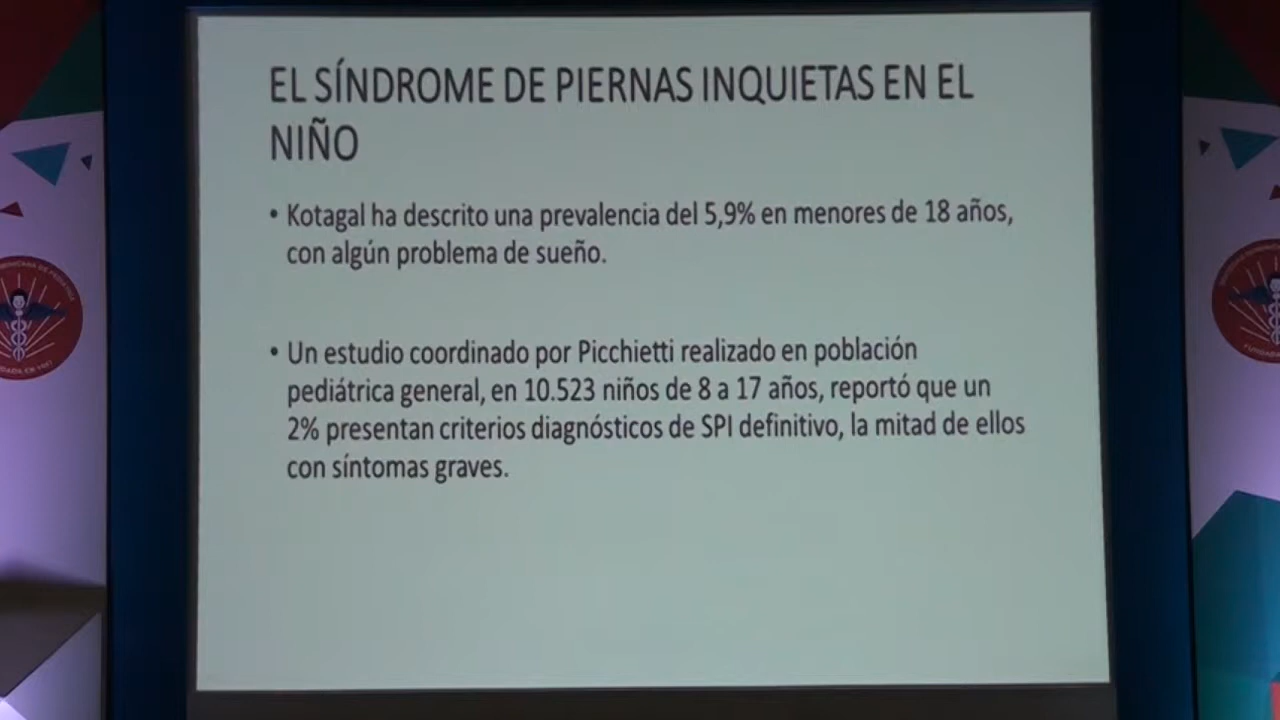 EL SÍNDROME DE PIERNAS INQUIETAS EN EL
NIÑO
• Kotagal ha descrito una prevalencia del 5,9% en menores de 18 años,
con algún problema de sueño.
• Un estudio coordinado por Picchietti realizado en población
pediátrica general, en 10.523 niños de 8 a 17 años, reportó que un
2% presentan criterios diagnósticos de SPI definitivo, la mitad de ellos
con síntomas graves.